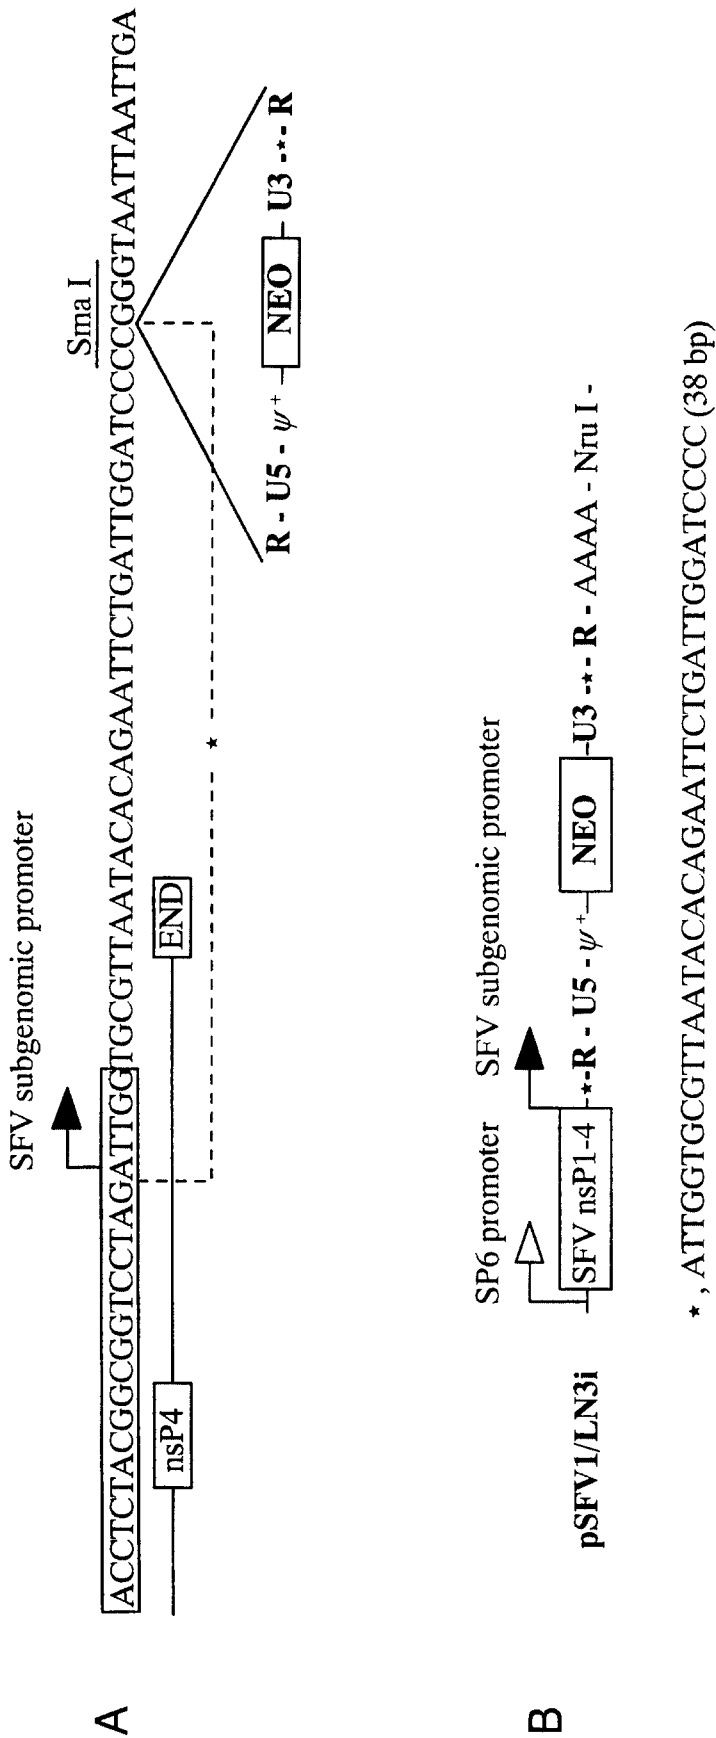 A
SFV subgenomic promoter
Sma I
ACCTCTACGGCGGTCCTAGATTGGTGCGTTAATACACAGAATTCTGATTGGATCCCCGGGTAATTAATTGA
nsP4 END
★
R - U5 - ψ+ NEO U3 -★- R
B
SP6 promoter SFV subgenomic promoter
pSFV1/LN3i SFV nsP1-4 -★-R - U5 - ψ+ NEO U3 -★- R - AAAA - Nru I -
★ , ATTGGTGCGTTAATACACAGAATTCTGATTGGATCCCC (38 bp)